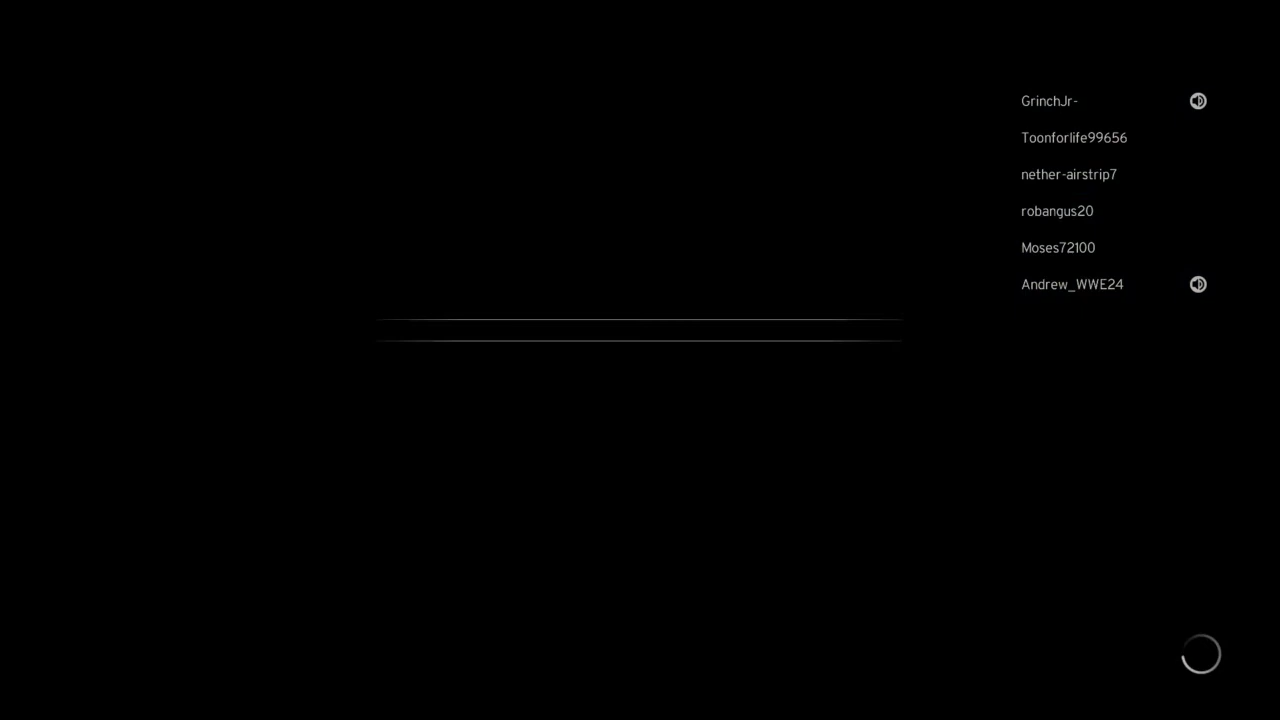 GrinchJr-
Toonforlife99656
nether-airstrip7
robangus20
Moses72100
Andrew_WWE24